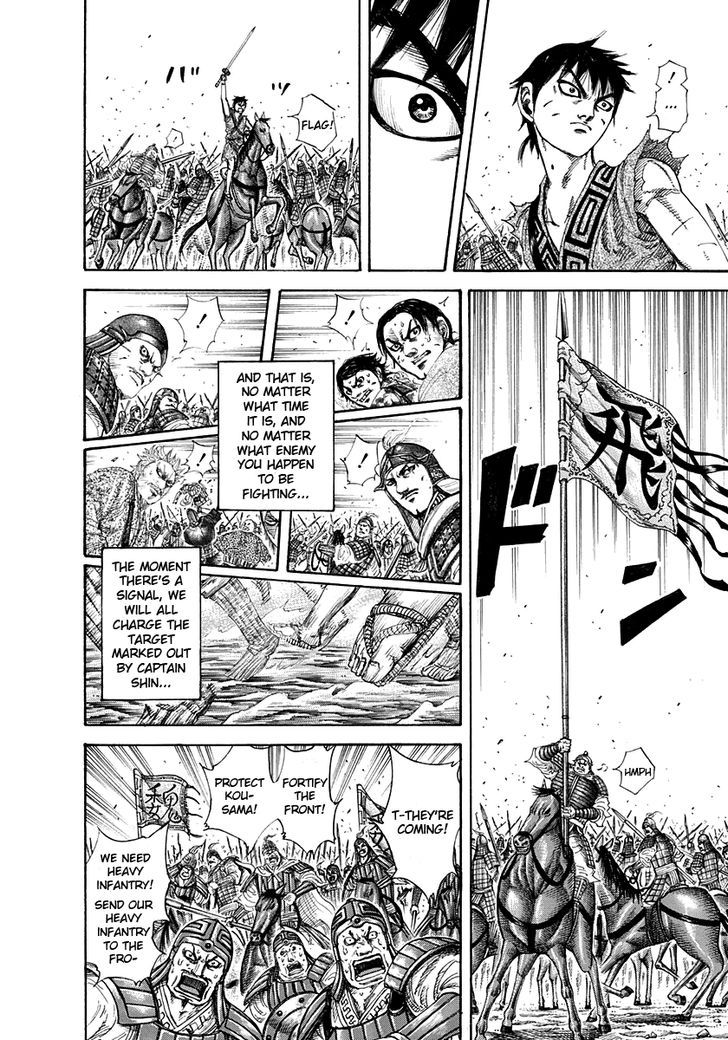 !
...
FLAG!
バ
ッ
飛
ドン
HMPH
!
!
AND THAT IS,
NO MATTER
WHAT TIME
IT IS, AND
NO MATTER
WHAT ENEMY
YOU HAPPEN
TO BE
FIGHTING...
THE MOMENT
THERE'S A
SIGNAL, WE
WILL ALL
CHARGE THE
TARGET
MARKED OUT
BY CAPTAIN
SHIN...
T-THEY'RE
COMING!
FORTIFY
THE
FRONT!
PROTECT
KOU-
SAMA!
魏
WE NEED
HEAVY
INFANTRY!
SEND OUR
HEAVY
INFANTRY
TO THE
FRO-